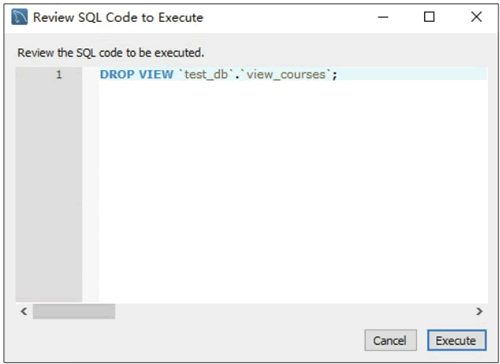 Review SQL Code to Execute
Review the SQL code to be executed.
1 DROP VIEW `test_db`.`view_courses`;
Cancel Execute